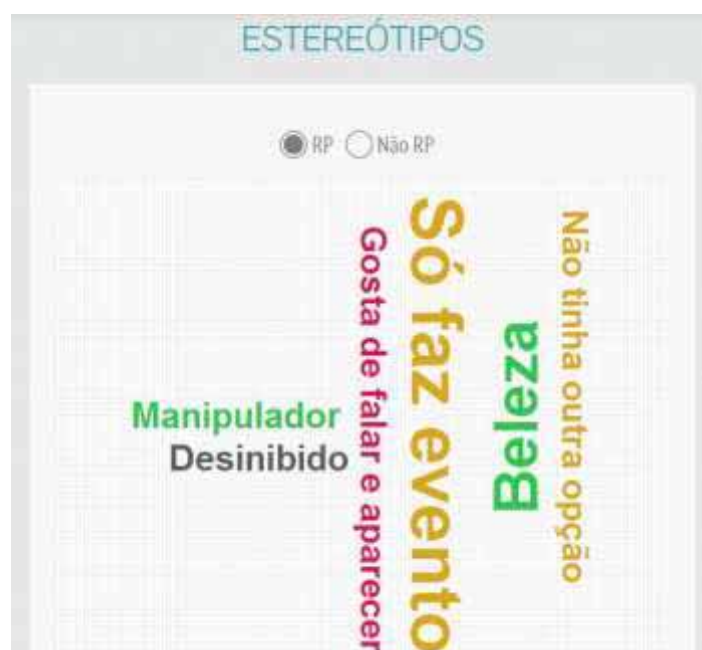 ESTEREÓTIPOS
RP Não RP
Manipulador
Desinibido
Gosta de falar e aparecer
Só faz evento
Beleza
Não tinha outra opção